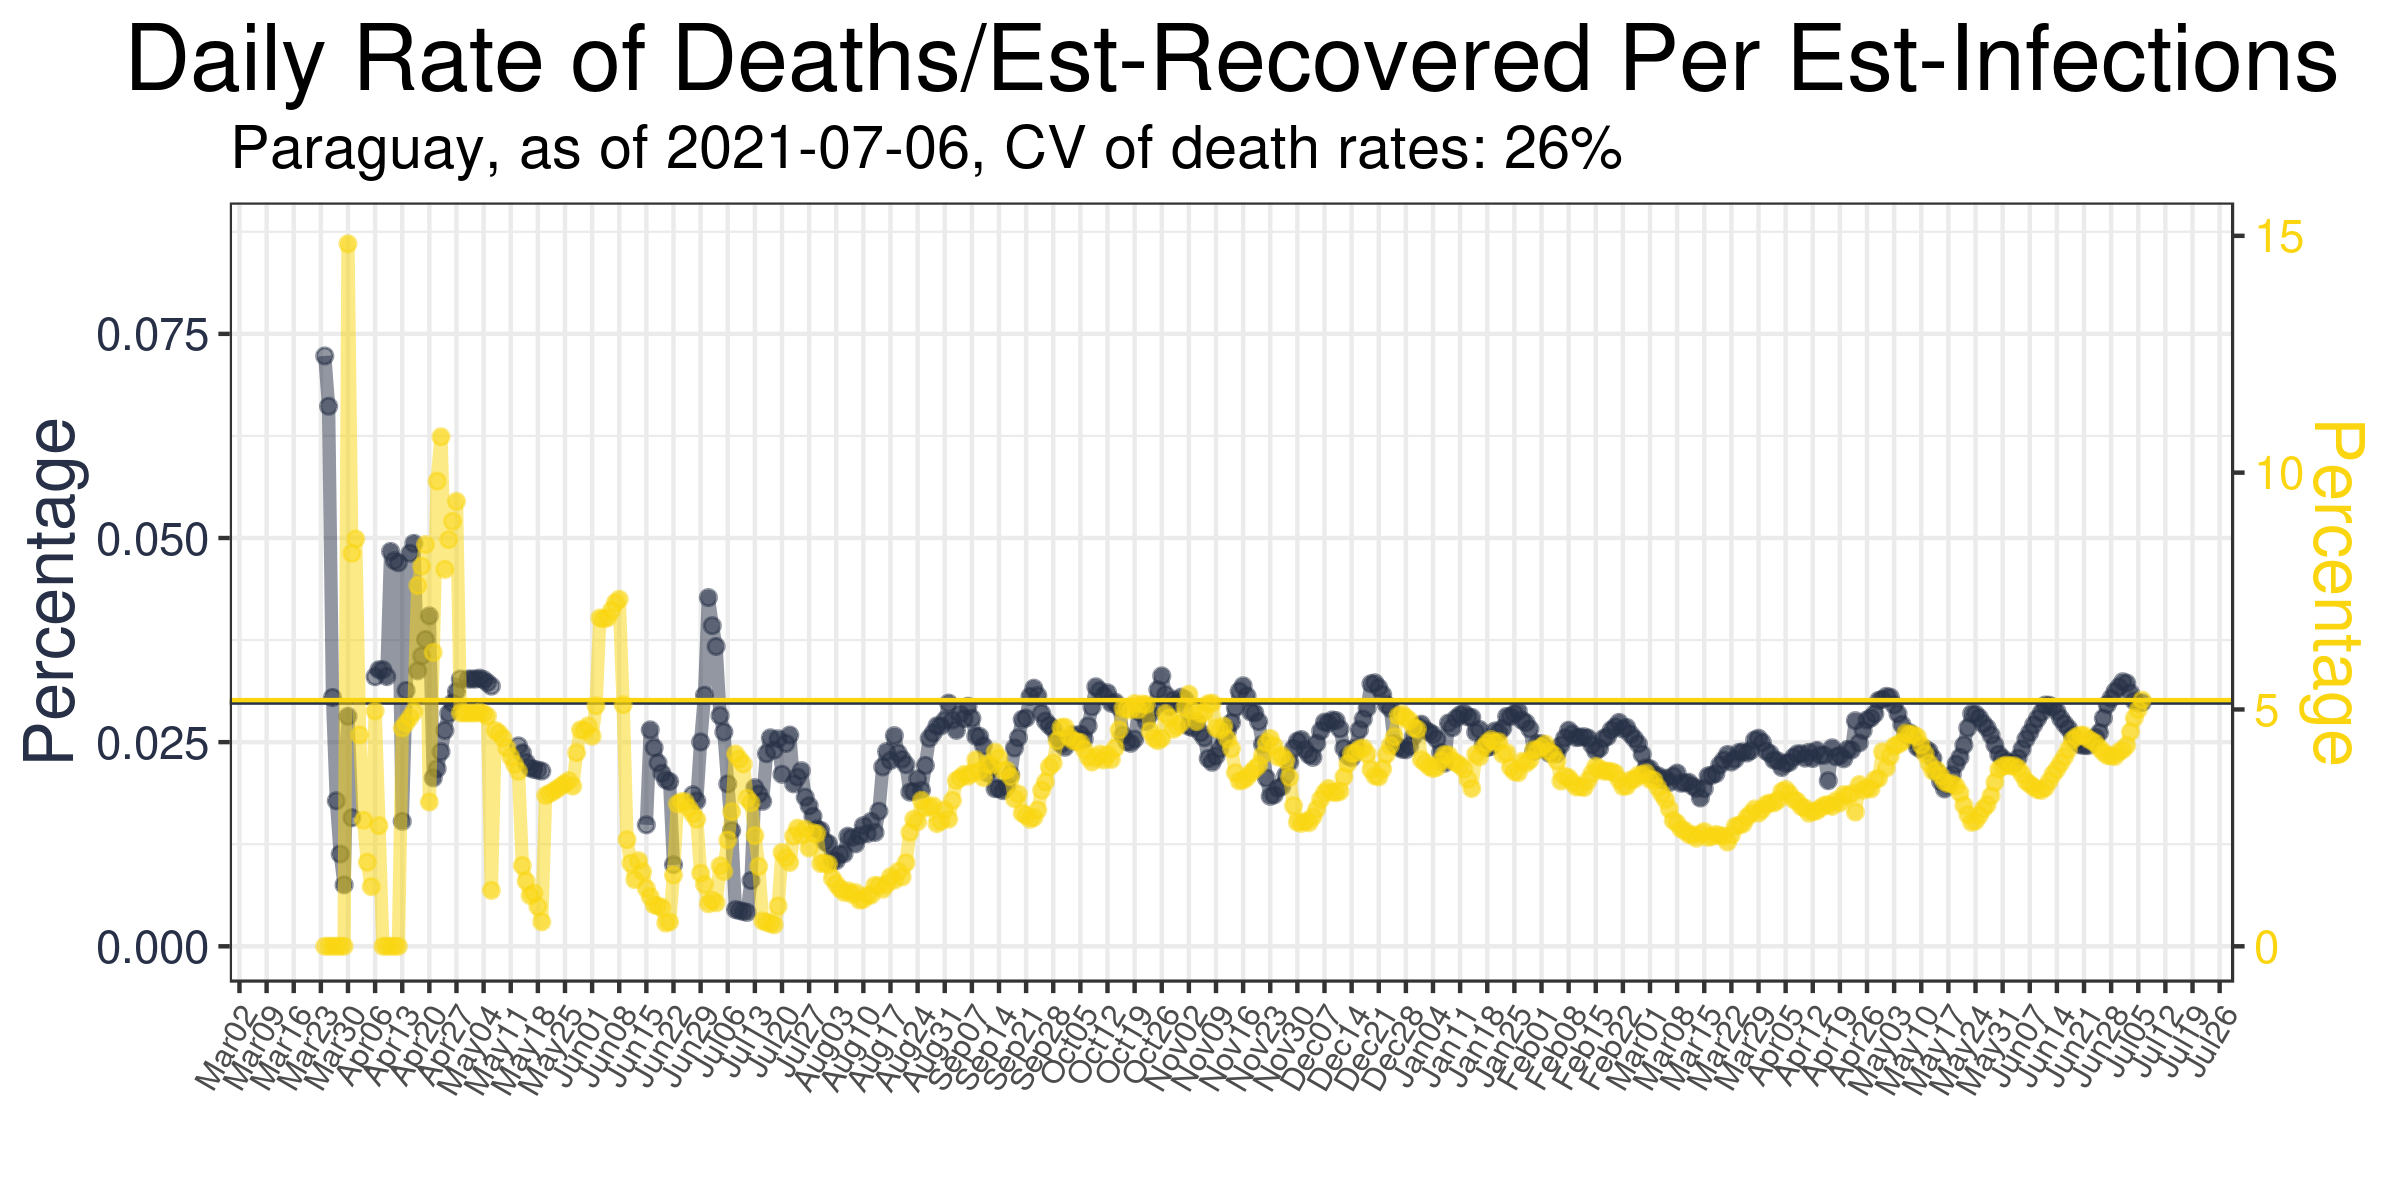 Daily Rate of Deaths/Est-Recovered Per Est-Infections
Paraguay, as of 2021-07-06, CV of death rates: 26%
Percentage
0.075
0.050
0.025
0.000
15
10
5
0
Percentage
Mar02
Mar09
Mar16
Mar23
Mar30
Apr06
Apr13
Apr20
Apr27
May04
May11
May18
May25
Jun01
Jun08
Jun15
Jun22
Jun29
Jul06
Jul13
Jul20
Jul27
Aug03
Aug10
Aug17
Aug24
Aug31
Sep07
Sep14
Sep21
Sep28
Oct05
Oct12
Oct19
Oct26
Nov02
Nov09
Nov16
Nov23
Nov30
Dec07
Dec14
Dec21
Dec28
Jan04
Jan11
Jan18
Jan25
Feb01
Feb08
Feb15
Feb22
Mar01
Mar08
Mar15
Mar22
Mar29
Apr05
Apr12
Apr19
Apr26
May03
May10
May17
May24
May31
Jun07
Jun14
Jun21
Jun28
Jul05
Jul12
Jul19
Jul26